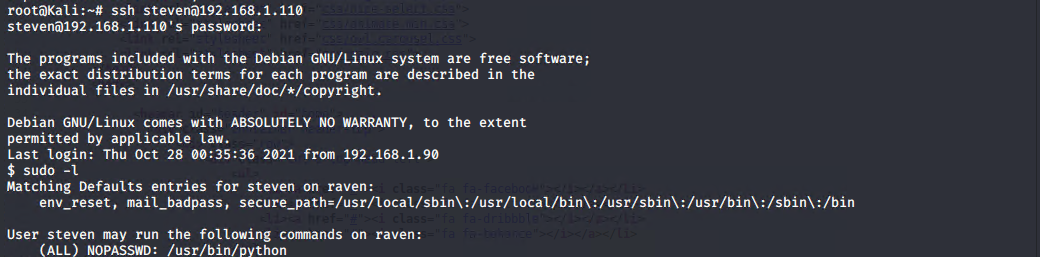 root@Kali:~# ssh steven@192.168.1.110
steven@192.168.1.110's password:
The programs included with the Debian GNU/Linux system are free software;
the exact distribution terms for each program are described in the
individual files in /usr/share/doc/*/copyright.
Debian GNU/Linux comes with ABSOLUTELY NO WARRANTY, to the extent
permitted by applicable law.
Last login: Thu Oct 28 00:35:36 2021 from 192.168.1.90
$ sudo -l
Matching Defaults entries for steven on raven:
    env_reset, mail_badpass, secure_path=/usr/local/sbin\:/usr/local/bin\:/usr/sbin\:/usr/bin\:/sbin\:/bin
User steven may run the following commands on raven:
    (ALL) NOPASSWD: /usr/bin/python